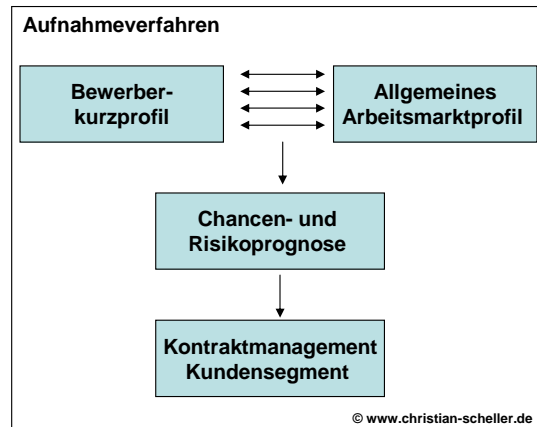 Aufnahmeverfahren
Bewerber-
kurzprofil
Allgemeines
Arbeitsmarktprofil
Chancen- und
Risikoprognose
Kontraktmanagement
Kundensegment
© www.christian-scheller.de